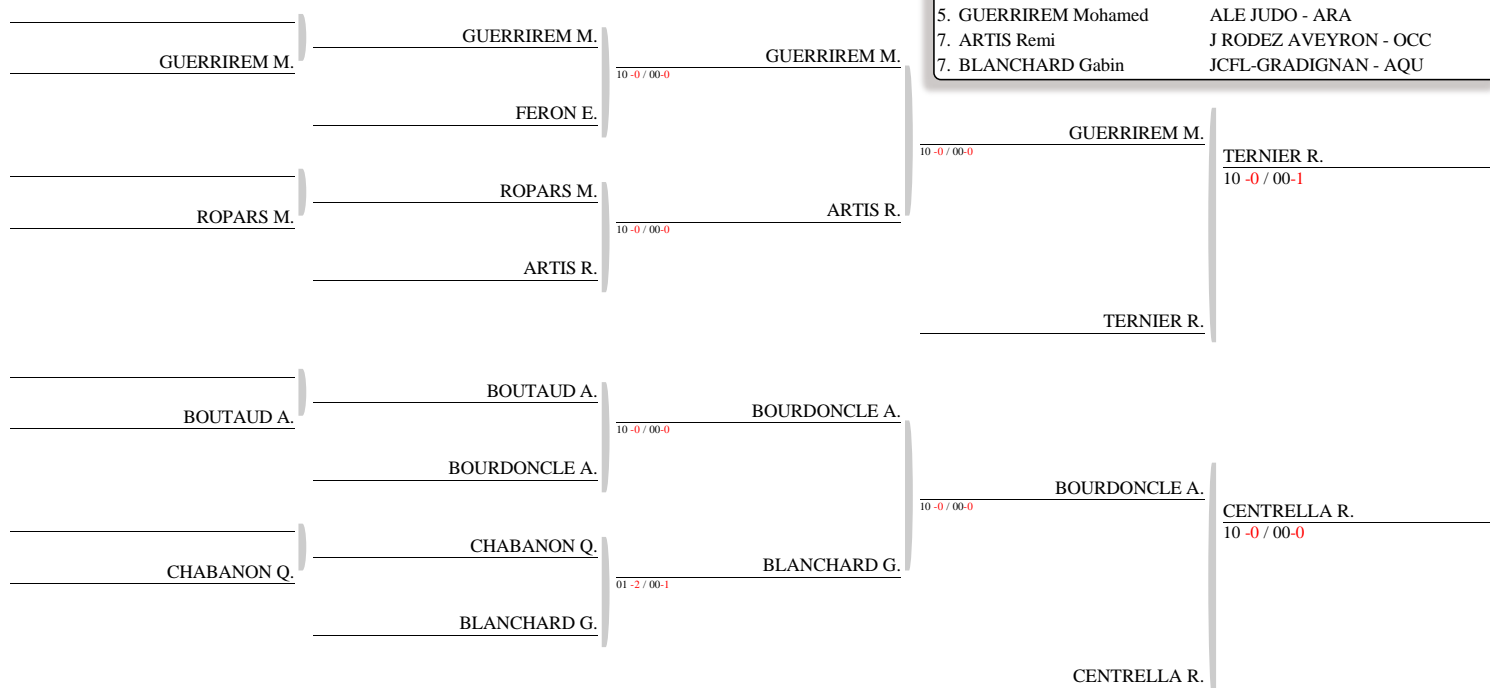 5. GUERRIREM Mohamed ALE JUDO - ARA
7. ARTIS Remi J RODEZ AVEYRON - OCC
7. BLANCHARD Gabin JCFL-GRADIGNAN - AQU
GUERRIREM M.
ROPARS M.
BOUTAUD A.
CHABANON Q.
GUERRIREM M.
FERON E.
ROPARS M.
ARTIS R.
BOUTAUD A.
BOURDONCLE A.
CHABANON Q.
BLANCHARD G.
GUERRIREM M.
10 -0 / 00-0
ARTIS R.
10 -0 / 00-0
BOURDONCLE A.
10 -0 / 00-0
BLANCHARD G.
01 -2 / 00-1
GUERRIREM M.
10 -0 / 00-0
TERNIER R.
BOURDONCLE A.
10 -0 / 00-0
CENTRELLA R.
TERNIER R.
10 -0 / 00-1
CENTRELLA R.
10 -0 / 00-0